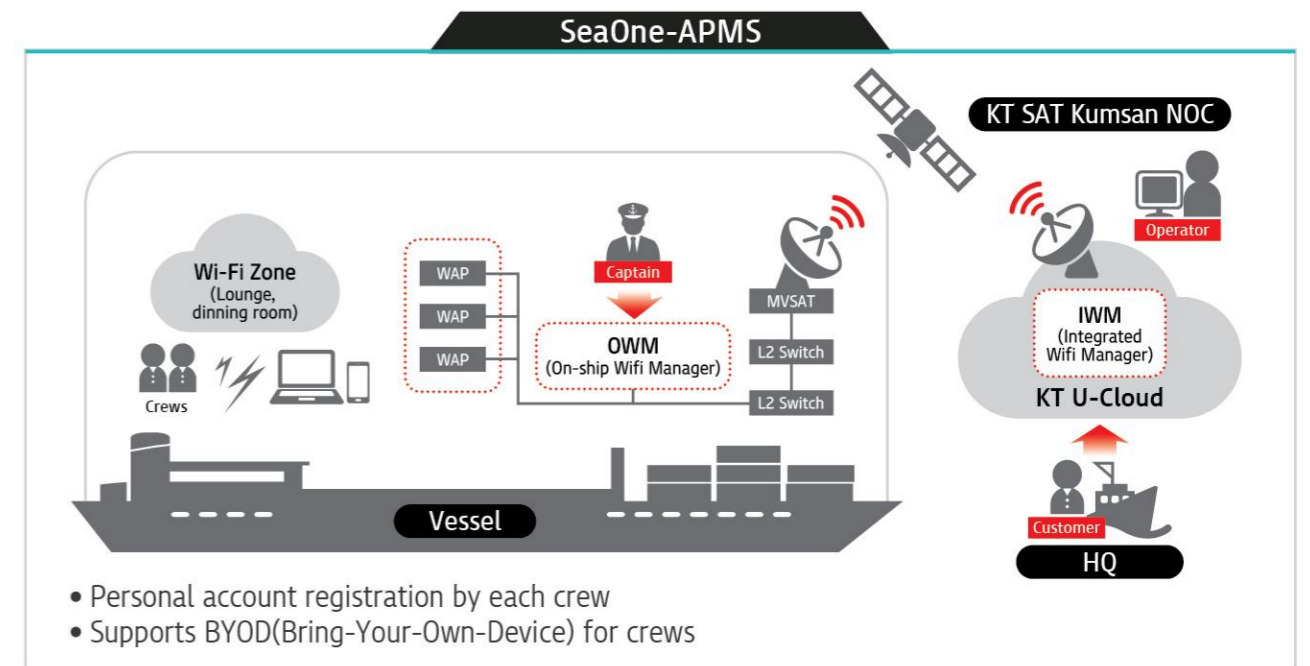 SeaOne-APMS
KT SAT Kumsan NOC
Operator
Wi-Fi Zone
(Lounge,
dinning room)
Crews
WAP
WAP
WAP
Captain
OWM
(On-ship Wifi Manager)
MVSAT
L2 Switch
L2 Switch
IWM
(Integrated
Wifi Manager)
KT U-Cloud
Customer
HQ
Vessel
• Personal account registration by each crew
• Supports BYOD(Bring-Your-Own-Device) for crews